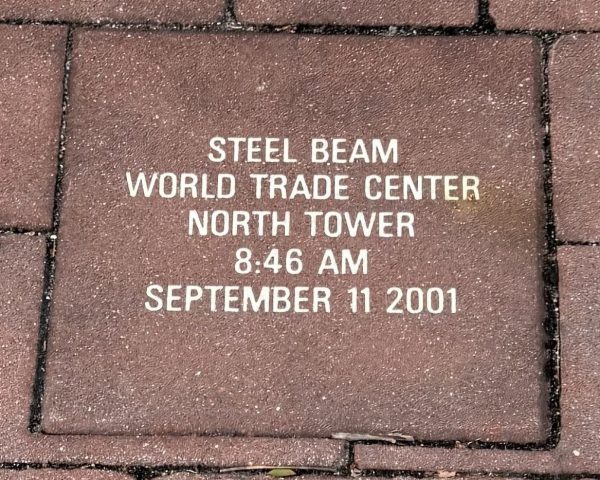 STEEL BEAM
WORLD TRADE CENTER
NORTH TOWER
8:46 AM
SEPTEMBER 11 2001